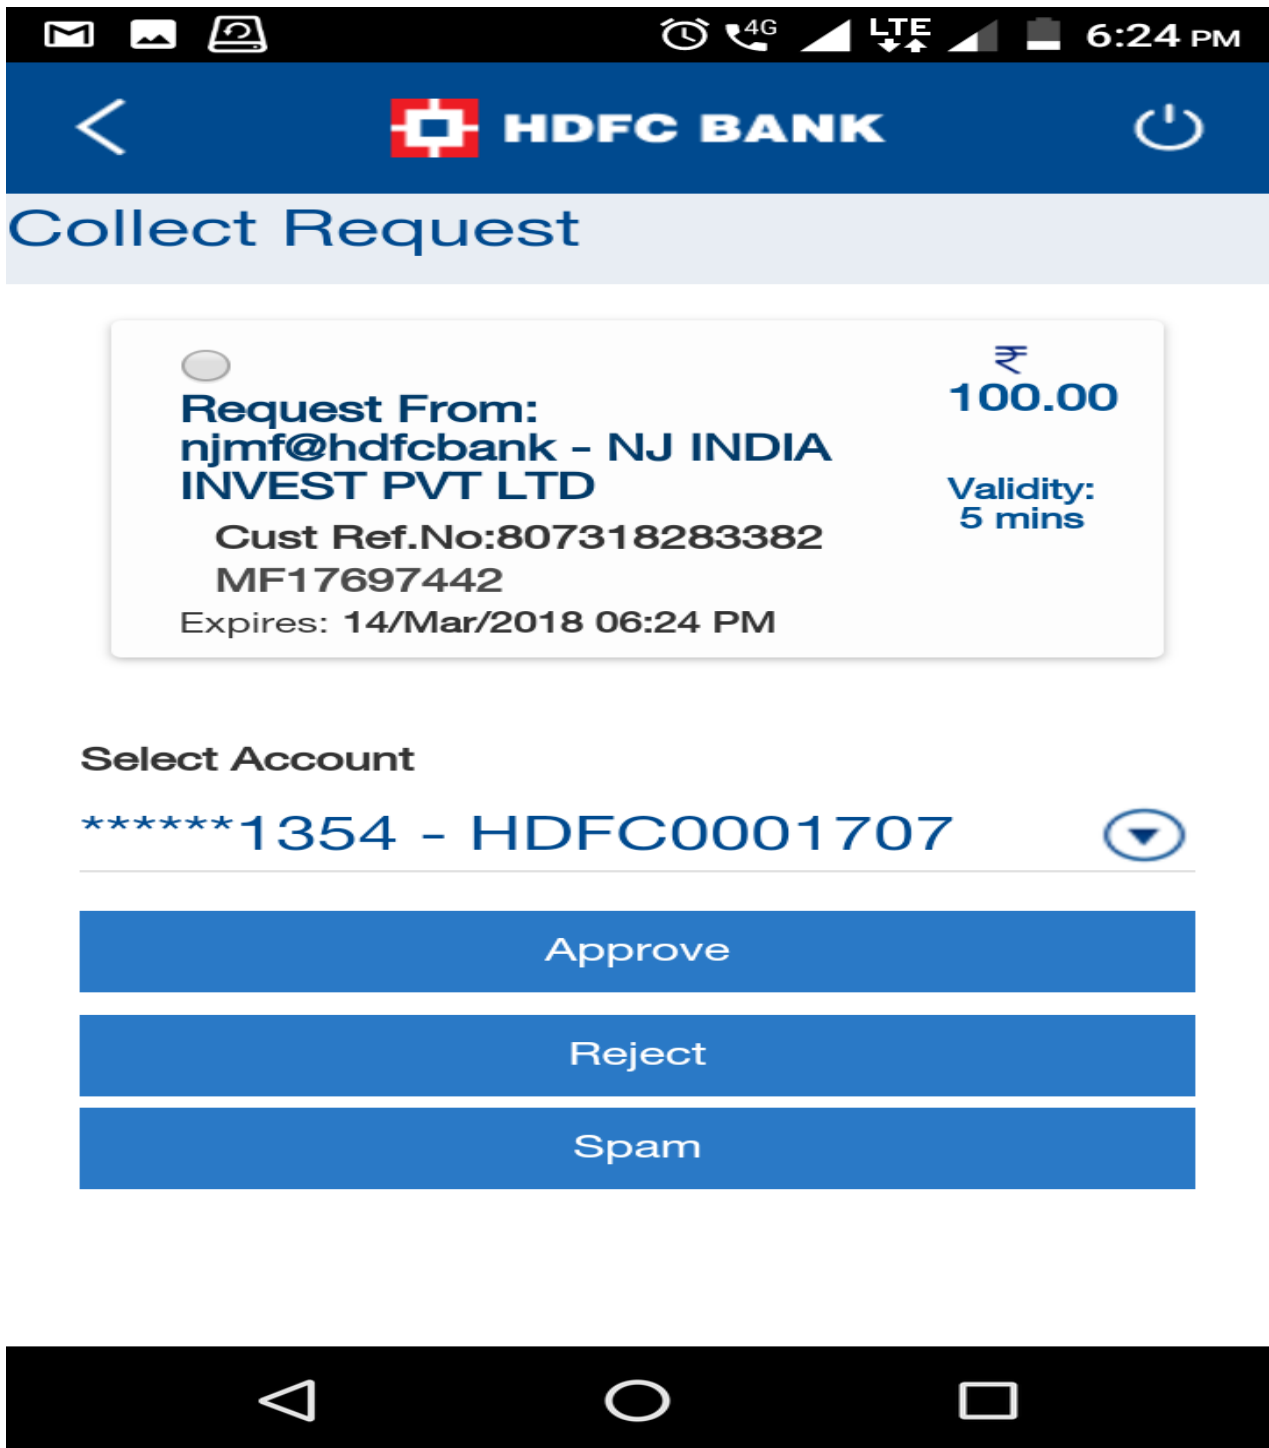 4G LTE 6:24 PM
HDFC BANK
Collect Request
₹
100.00
Request From:
njmf@hdfcbank - NJ INDIA
INVEST PVT LTD
Validity:
5 mins
Cust Ref.No:807318283382
MF17697442
Expires: 14/Mar/2018 06:24 PM
Select Account
******1354 - HDFC0001707
Approve
Reject
Spam